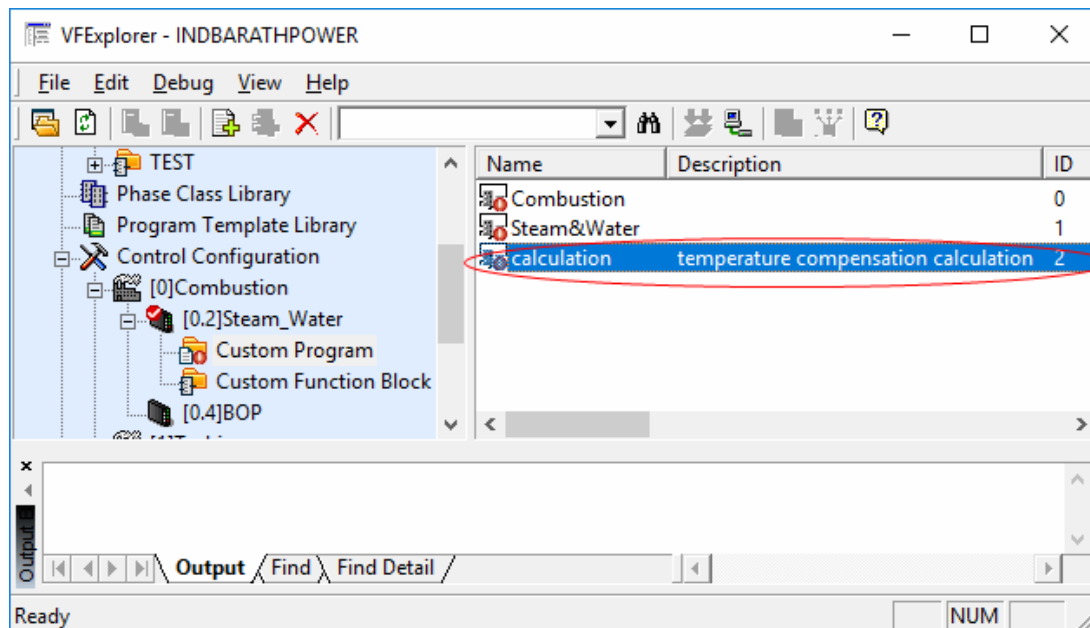 VFExplorer - INDBARATHPOWER
File Edit Debug View Help
TEST
Phase Class Library
Program Template Library
Control Configuration
[0]Combustion
[0.2]Steam_Water
Custom Program
Custom Function Block
[0.4]BOP
Name Description ID
Combustion 0
Steam&Water 1
calculation temperature compensation calculation 2
Output
Output Find Find Detail
Ready NUM